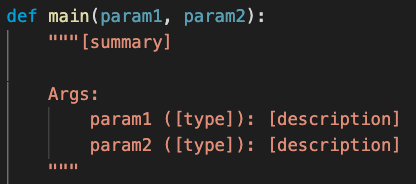 def main(param1, param2):
    """[summary]

    Args:
        param1 ([type]): [description]
        param2 ([type]): [description]
    """